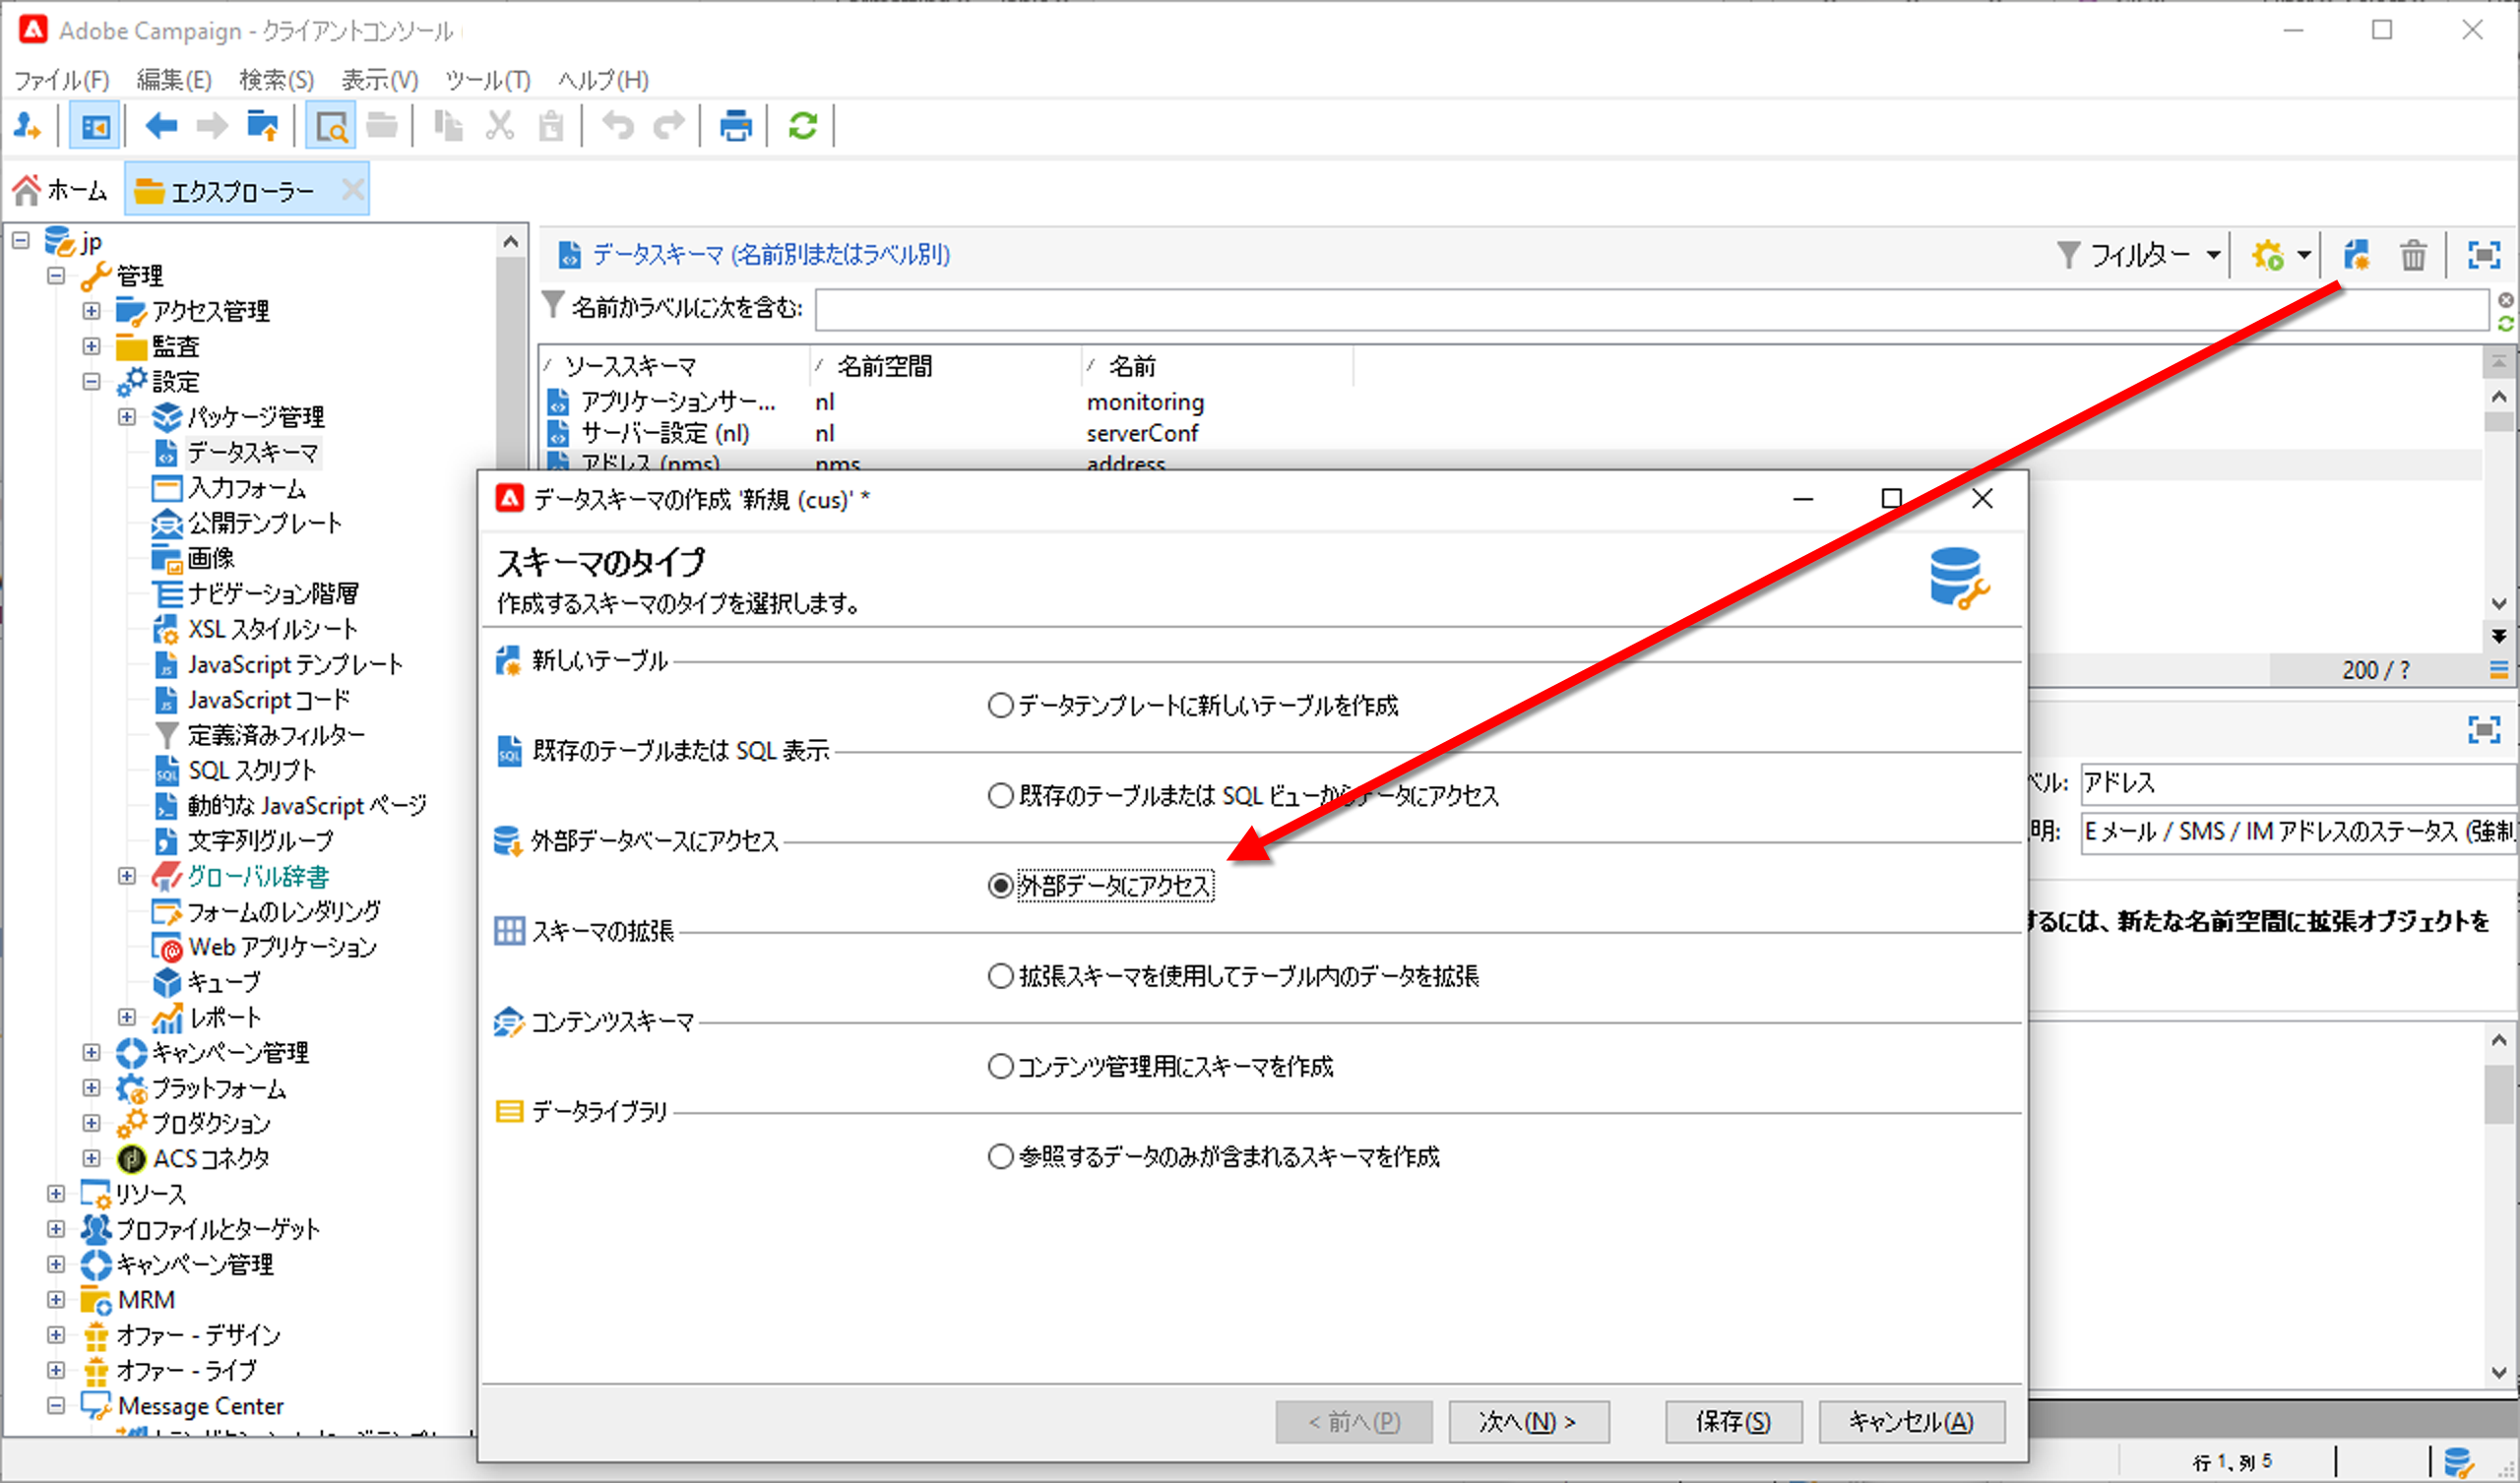 Adobe Campaign - クライアントコンソール
ファイル(F) 編集(E) 検索(S) 表示(V) ツール(T) ヘルプ(H)
ホーム エクスプローラー
jp
管理
アクセス管理
監査
設定
パッケージ管理
データスキーマ
入力フォーム
公開テンプレート
画像
ナビゲーション階層
XSL スタイルシート
JavaScript テンプレート
JavaScript コード
定義済みフィルター
SQL スクリプト
動的な JavaScript ページ
文字列グループ
グローバル辞書
フォームのレンダリング
Web アプリケーション
キューブ
レポート
キャンペーン管理
プラットフォーム
プロダクション
ACS コネクタ
リソース
プロファイルとターゲット
キャンペーン管理
MRM
オファー - デザイン
オファー - ライブ
Message Center
データスキーマ (名前別またはラベル別)
フィルター
名前かラベルに次を含む:
ソーススキーマ 名前空間 名前
アプリケーションサー... nl monitoring
サーバー設定 (nl) nl serverConf
アドレス (nms) nms address
200 / ?
ベル: アドレス
明: E メール / SMS / IM アドレスのステータス (強制
するには、新たな名前空間に拡張オブジェクトを
データスキーマの作成 '新規 (cus)' *
スキーマのタイプ
作成するスキーマのタイプを選択します。
新しいテーブル
データテンプレートに新しいテーブルを作成
既存のテーブルまたは SQL 表示
既存のテーブルまたは SQL ビューからデータにアクセス
外部データベースにアクセス
外部データにアクセス
スキーマの拡張
拡張スキーマを使用してテーブル内のデータを拡張
コンテンツスキーマ
コンテンツ管理用にスキーマを作成
データライブラリ
参照するデータのみが含まれるスキーマを作成
< 前へ(P) 次へ(N) > 保存(S) キャンセル(A)
行 1、列 5